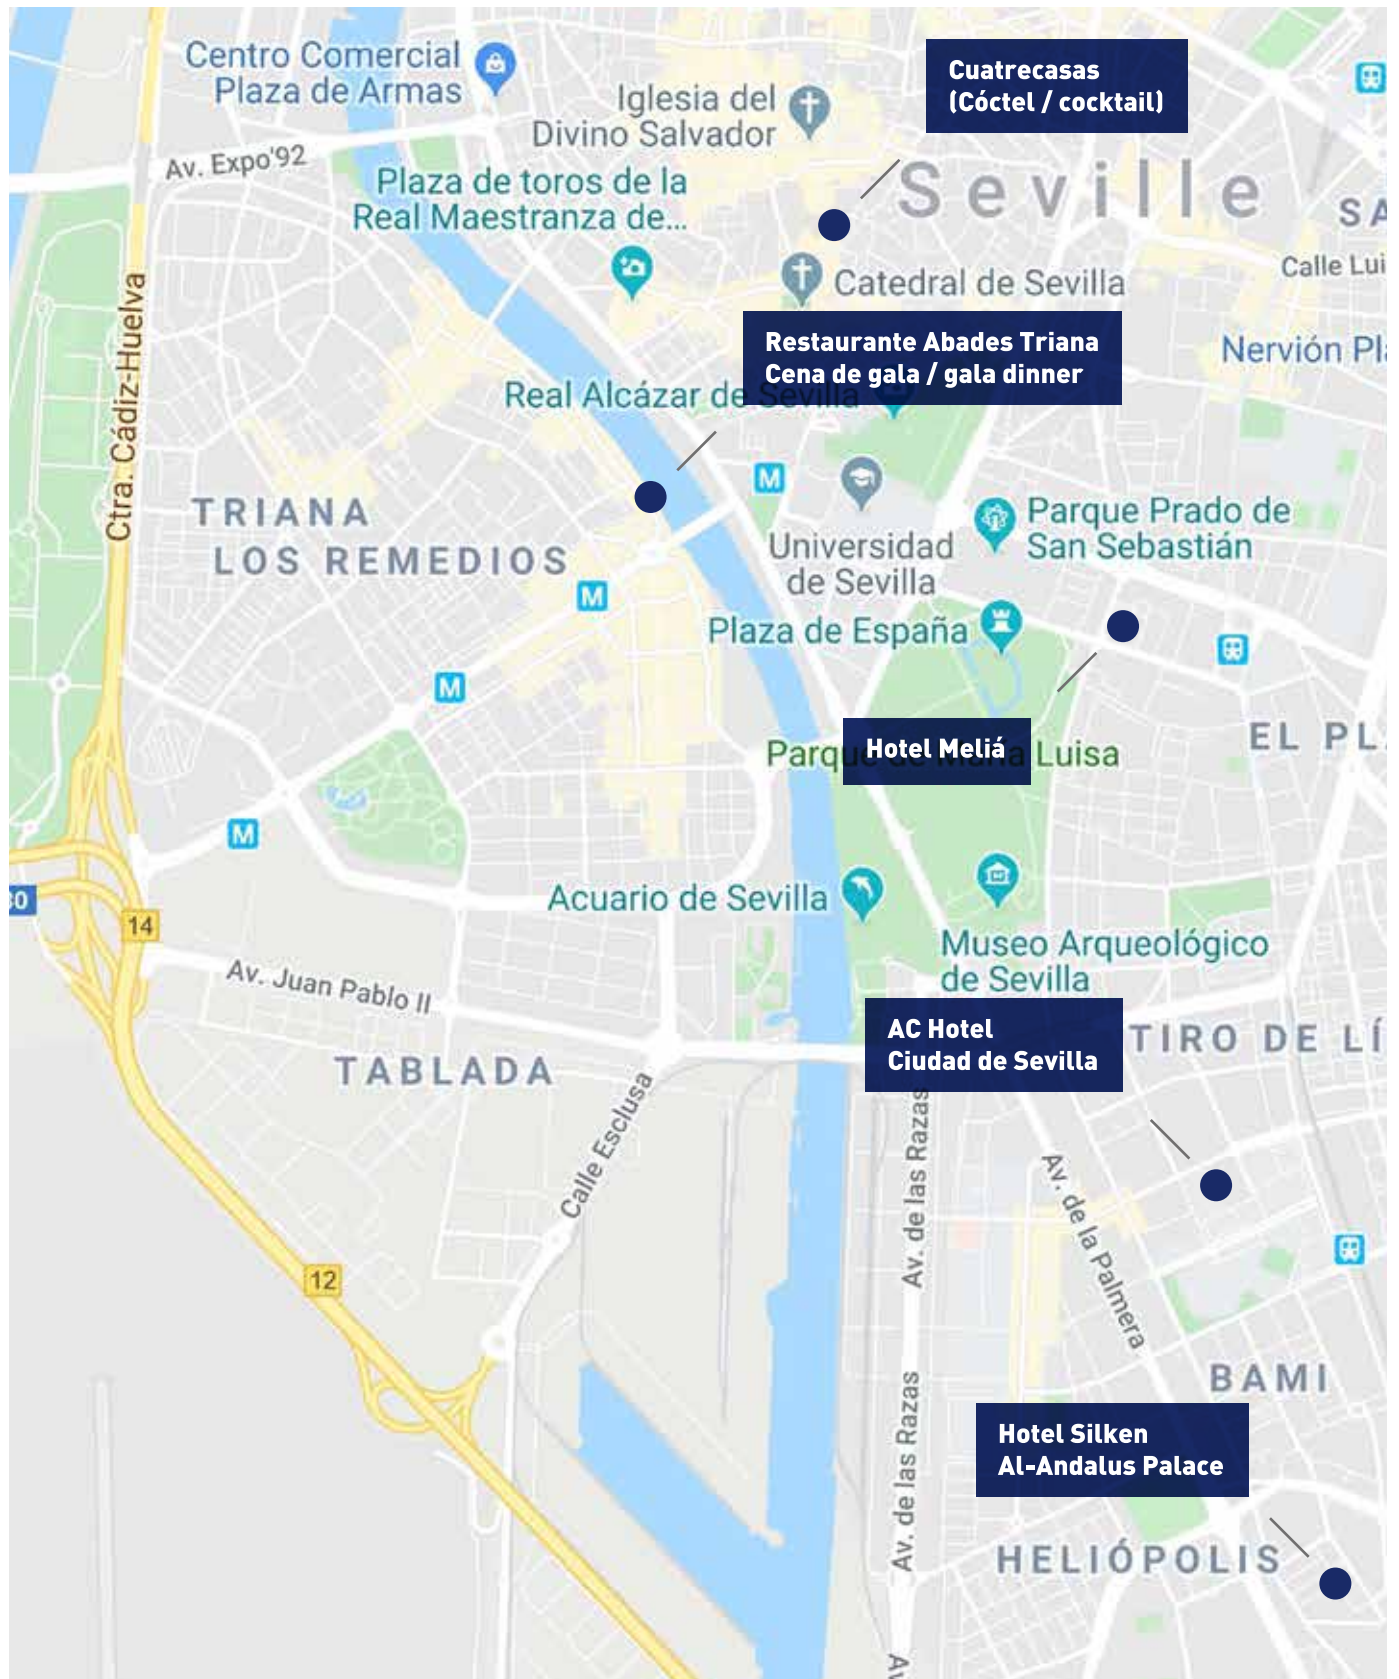 Centro Comercial
Plaza de Armas
Iglesia del
Divino Salvador
Cuatrecasas
(Cóctel / cocktail)
Av. Expo'92
Plaza de toros de la
Real Maestranza de...
Seville
SA
Calle Lui
Catedral de Sevilla
Ctra. Cádiz-Huelva
Restaurante Abades Triana
Cena de gala / gala dinner
Nervión Pla
Real Alcázar de Sevilla
M
TRIANA
LOS REMEDIOS
Universidad
de Sevilla
Parque Prado de
San Sebastián
M
Plaza de España
M
Hotel Meliá
Parque de María Luisa
EL PL
M
30
14
Acuario de Sevilla
Museo Arqueológico
de Sevilla
Av. Juan Pablo II
AC Hotel
Ciudad de Sevilla
TIRO DE LÍ
TABLADA
Calle Esclusa
Av. de las Razas
Av. de la Palmera
12
BAMI
Av. de las Razas
Hotel Silken
Al-Andalus Palace
HELIÓPOLIS
Av